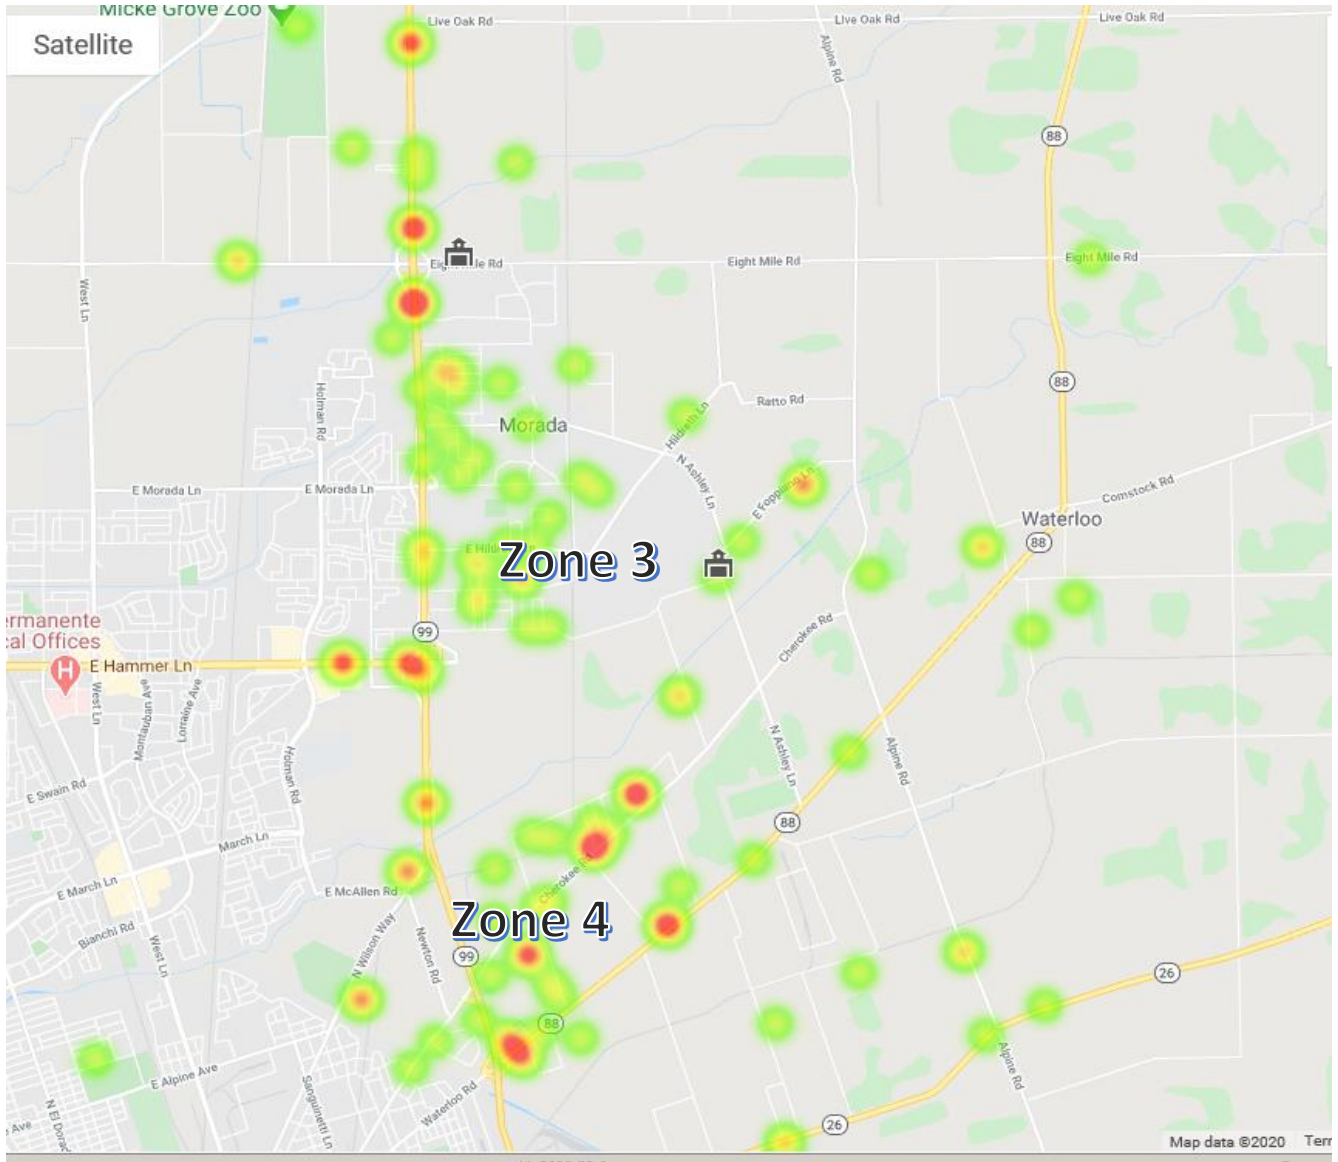 Micke Grove Zoo
Satellite
Live Oak Rd
Live Oak Rd
Live Oak Rd
Alpine Rd
88
West Ln
Eight Mile Rd
Eight Mile Rd
Eight Mile Rd
88
Holman Rd
Ratto Rd
Hildreth Ln
Morada
N Ashley Ln
E Foppiano Ln
E Morada Ln
E Morada Ln
Comstock Rd
Waterloo
88
Zone 3
99
Cherokee Rd
ermanente
cal Offices
H
E Hammer Ln
West Ln
Montauban Ave
Lorraine Ave
Holman Rd
N Ashley Ln
Alpine Rd
E Swain Rd
March Ln
88
E March Ln
E McAllen Rd
Cherokee Rd
Zone 4
Bianchi Rd
West Ln
N Wilson Way
Newton Rd
99
26
88
E Alpine Ave
Alpine Rd
Sanguinetti Ln
Waterloo Rd
26
Ave
Map data ©2020